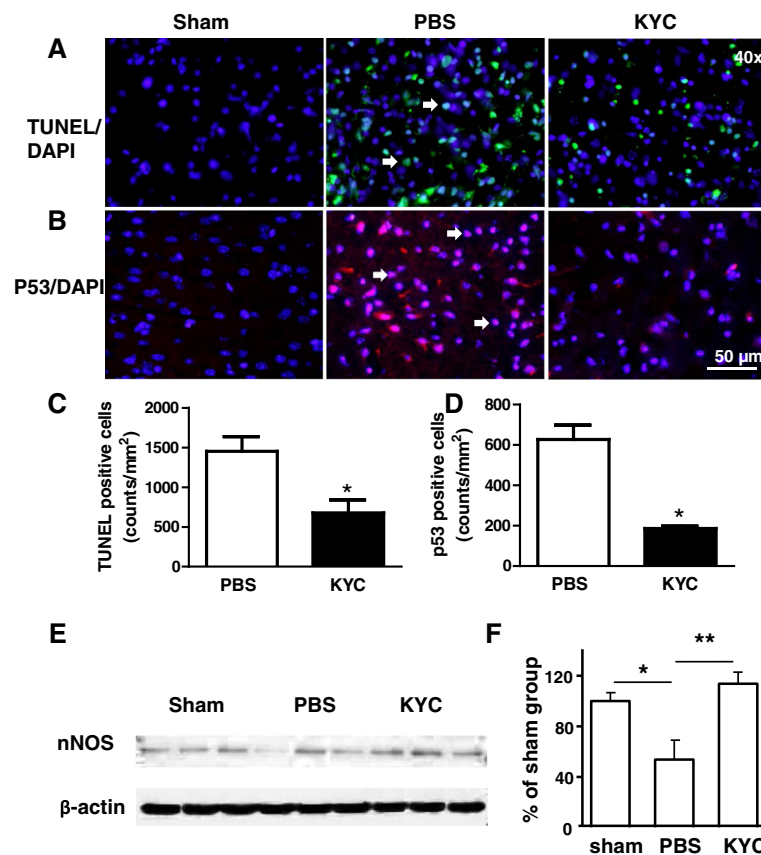 Sham PBS KYC
A
40x
TUNEL/
DAPI
B
P53/DAPI
50 µm
C
TUNEL positive cells
(counts/mm²)
2000
1500
1000
500
0
*
PBS KYC
D
p53 positive cells
(counts/mm²)
800
600
400
200
0
*
PBS KYC
E
Sham PBS KYC
nNOS
β-actin
F
% of sham group
120
80
40
0
*
**
sham PBS KYC